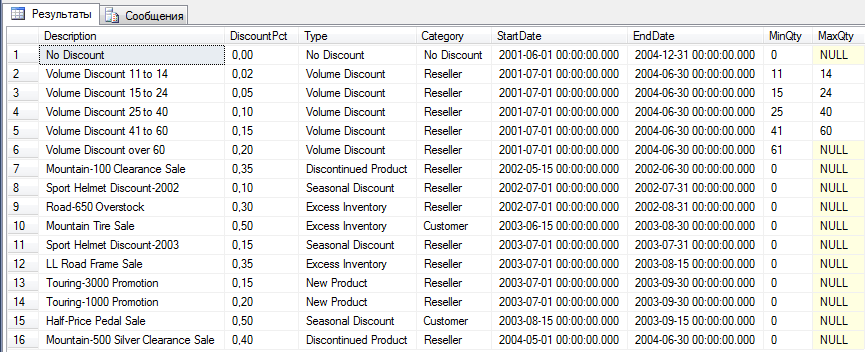 Результаты Сообщения
Description DiscountPct Type Category StartDate EndDate MinQty MaxQty
1 No Discount 0,00 No Discount No Discount 2001-06-01 00:00:00.000 2004-12-31 00:00:00.000 0 NULL
2 Volume Discount 11 to 14 0,02 Volume Discount Reseller 2001-07-01 00:00:00.000 2004-06-30 00:00:00.000 11 14
3 Volume Discount 15 to 24 0,05 Volume Discount Reseller 2001-07-01 00:00:00.000 2004-06-30 00:00:00.000 15 24
4 Volume Discount 25 to 40 0,10 Volume Discount Reseller 2001-07-01 00:00:00.000 2004-06-30 00:00:00.000 25 40
5 Volume Discount 41 to 60 0,15 Volume Discount Reseller 2001-07-01 00:00:00.000 2004-06-30 00:00:00.000 41 60
6 Volume Discount over 60 0,20 Volume Discount Reseller 2001-07-01 00:00:00.000 2004-06-30 00:00:00.000 61 NULL
7 Mountain-100 Clearance Sale 0,35 Discontinued Product Reseller 2002-05-15 00:00:00.000 2002-06-30 00:00:00.000 0 NULL
8 Sport Helmet Discount-2002 0,10 Seasonal Discount Reseller 2002-07-01 00:00:00.000 2002-07-31 00:00:00.000 0 NULL
9 Road-650 Overstock 0,30 Excess Inventory Reseller 2002-07-01 00:00:00.000 2002-08-31 00:00:00.000 0 NULL
10 Mountain Tire Sale 0,50 Excess Inventory Customer 2003-06-15 00:00:00.000 2003-08-30 00:00:00.000 0 NULL
11 Sport Helmet Discount-2003 0,15 Seasonal Discount Reseller 2003-07-01 00:00:00.000 2003-07-31 00:00:00.000 0 NULL
12 LL Road Frame Sale 0,35 Excess Inventory Reseller 2003-07-01 00:00:00.000 2003-08-15 00:00:00.000 0 NULL
13 Touring-3000 Promotion 0,15 New Product Reseller 2003-07-01 00:00:00.000 2003-09-30 00:00:00.000 0 NULL
14 Touring-1000 Promotion 0,20 New Product Reseller 2003-07-01 00:00:00.000 2003-09-30 00:00:00.000 0 NULL
15 Half-Price Pedal Sale 0,50 Seasonal Discount Customer 2003-08-15 00:00:00.000 2003-09-15 00:00:00.000 0 NULL
16 Mountain-500 Silver Clearance Sale 0,40 Discontinued Product Reseller 2004-05-01 00:00:00.000 2004-06-30 00:00:00.000 0 NULL